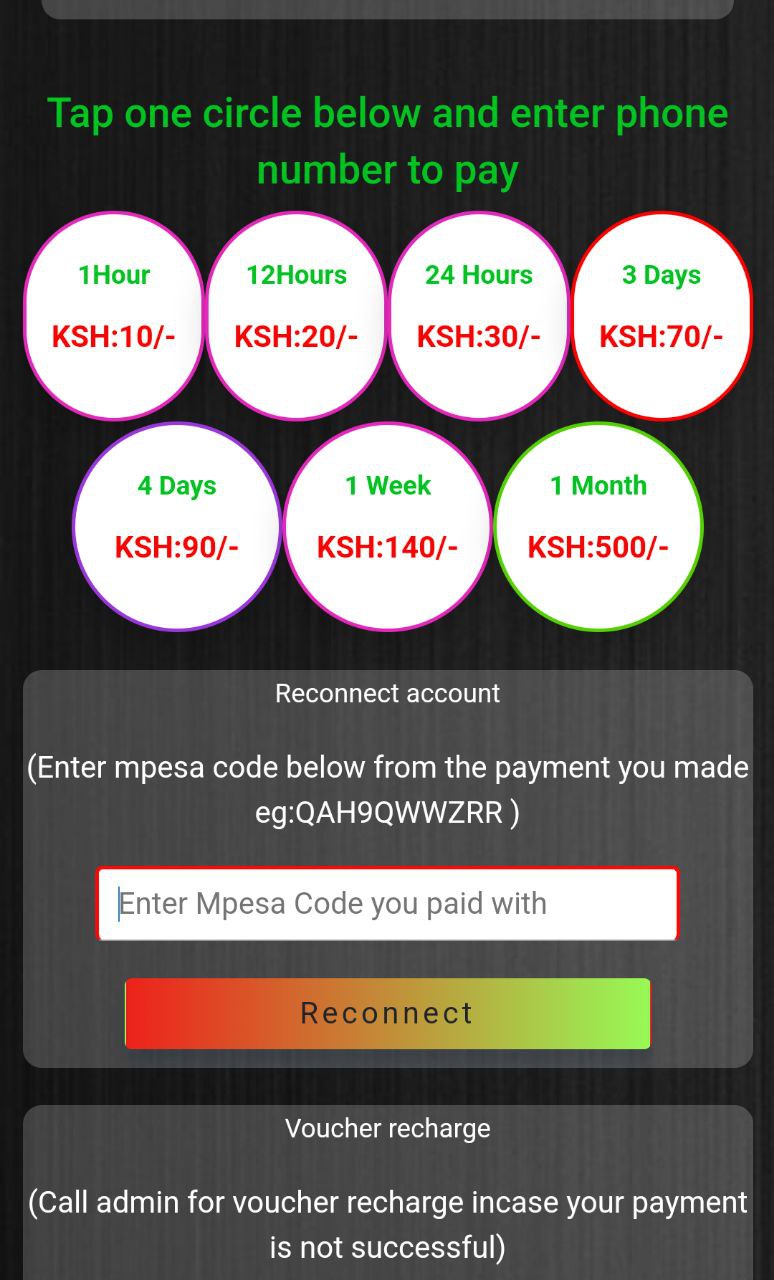 Tap one circle below and enter phone
number to pay
1Hour
KSH:10/-
12Hours
KSH:20/-
24 Hours
KSH:30/-
3 Days
KSH:70/-
4 Days
KSH:90/-
1 Week
KSH:140/-
1 Month
KSH:500/-
Reconnect account
(Enter mpesa code below from the payment you made
eg:QAH9QWWZRR )
Enter Mpesa Code you paid with
Reconnect
Voucher recharge
(Call admin for voucher recharge incase your payment
is not successful)